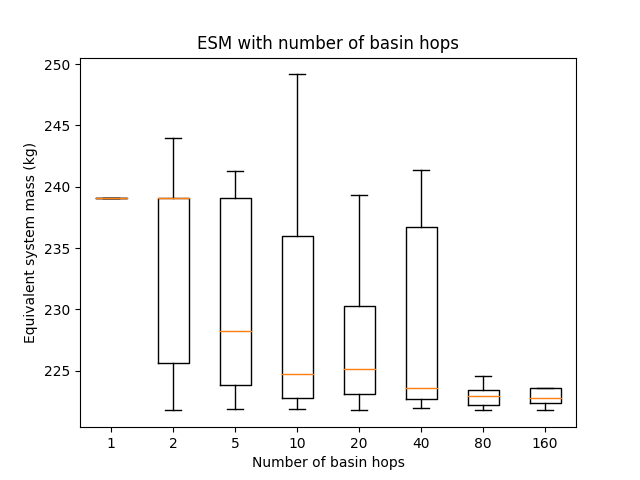 ESM with number of basin hops
250
245
240
235
230
225
Equivalent system mass (kg)
1 2 5 10 20 40 80 160
Number of basin hops